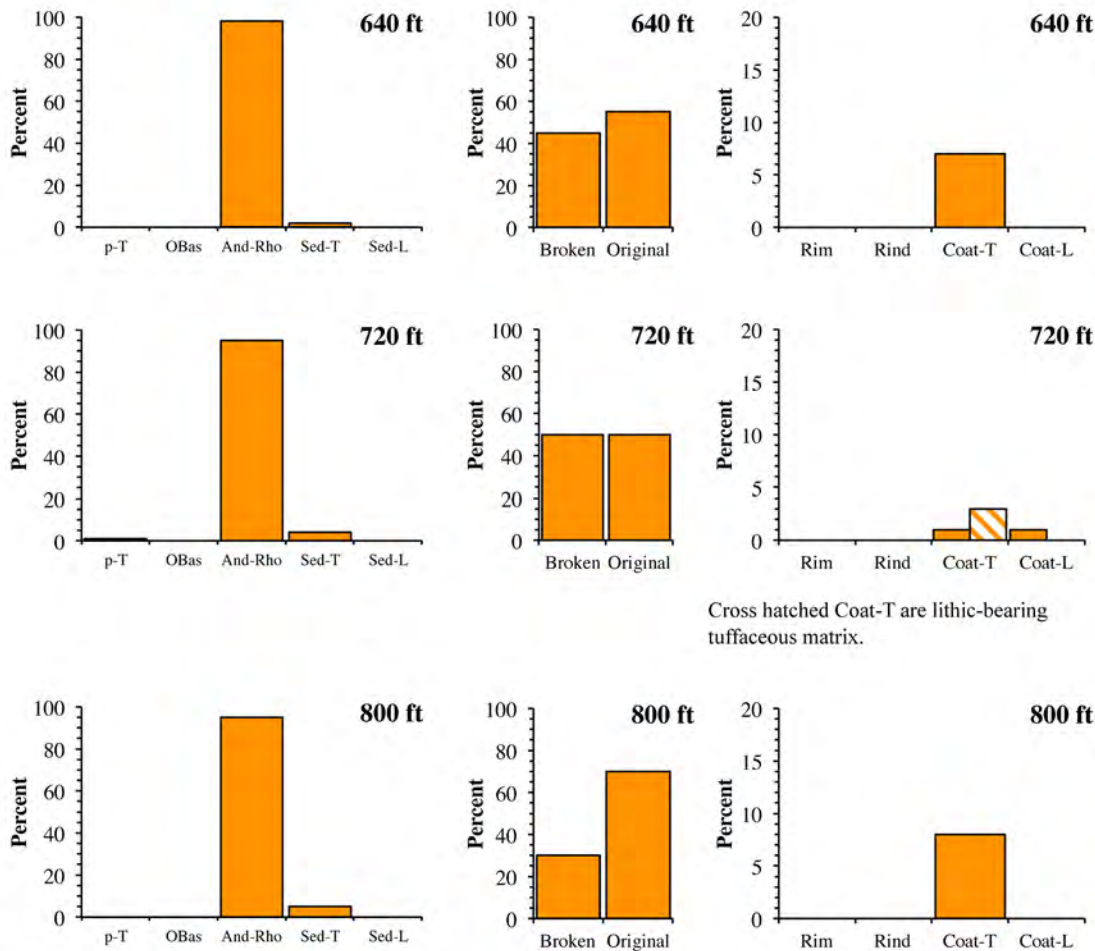 640 ft
Percent
100
80
60
40
20
0
p-T OBas And-Rho Sed-T Sed-L
640 ft
Percent
100
80
60
40
20
0
Broken Original
640 ft
Percent
20
15
10
5
0
Rim Rind Coat-T Coat-L
720 ft
Percent
100
80
60
40
20
0
p-T OBas And-Rho Sed-T Sed-L
720 ft
Percent
100
80
60
40
20
0
Broken Original
720 ft
Percent
20
15
10
5
0
Rim Rind Coat-T Coat-L
Cross hatched Coat-T are lithic-bearing
tuffaceous matrix.
800 ft
Percent
100
80
60
40
20
0
p-T OBas And-Rho Sed-T Sed-L
800 ft
Percent
100
80
60
40
20
0
Broken Original
800 ft
Percent
20
15
10
5
0
Rim Rind Coat-T Coat-L